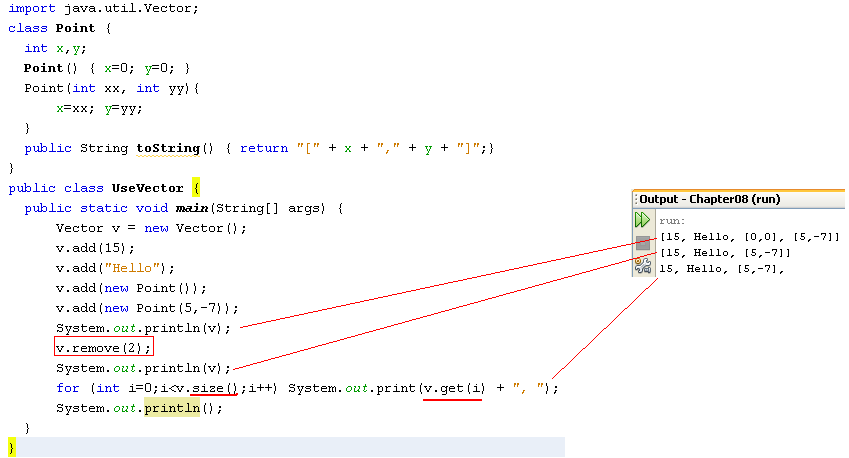 import java.util.Vector;
class Point {
int x,y;
Point() { x=0; y=0; }
Point(int xx, int yy){
x=xx; y=yy;
}
public String toString() { return "[" + x + "," + y + "]";}
}
public class UseVector {
public static void main(String[] args) {
Vector v = new Vector();
v.add(15);
v.add("Hello");
v.add(new Point());
v.add(new Point(5,-7));
System.out.println(v);
v.remove(2);
System.out.println(v);
for (int i=0;i<v.size();i++) System.out.print(v.get(i) + ", ");
System.out.println();
}
}
Output - Chapter08 (run)
run:
[15, Hello, [0,0], [5,-7]]
[15, Hello, [5,-7]]
15, Hello, [5,-7],